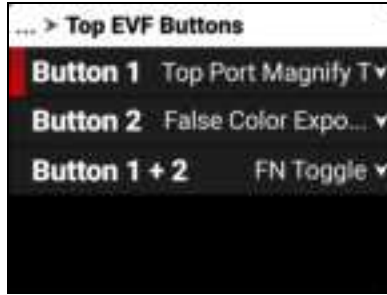 ... > Top EVF Buttons
Button 1 Top Port Magnify T
Button 2 False Color Expo...
Button 1 + 2 FN Toggle